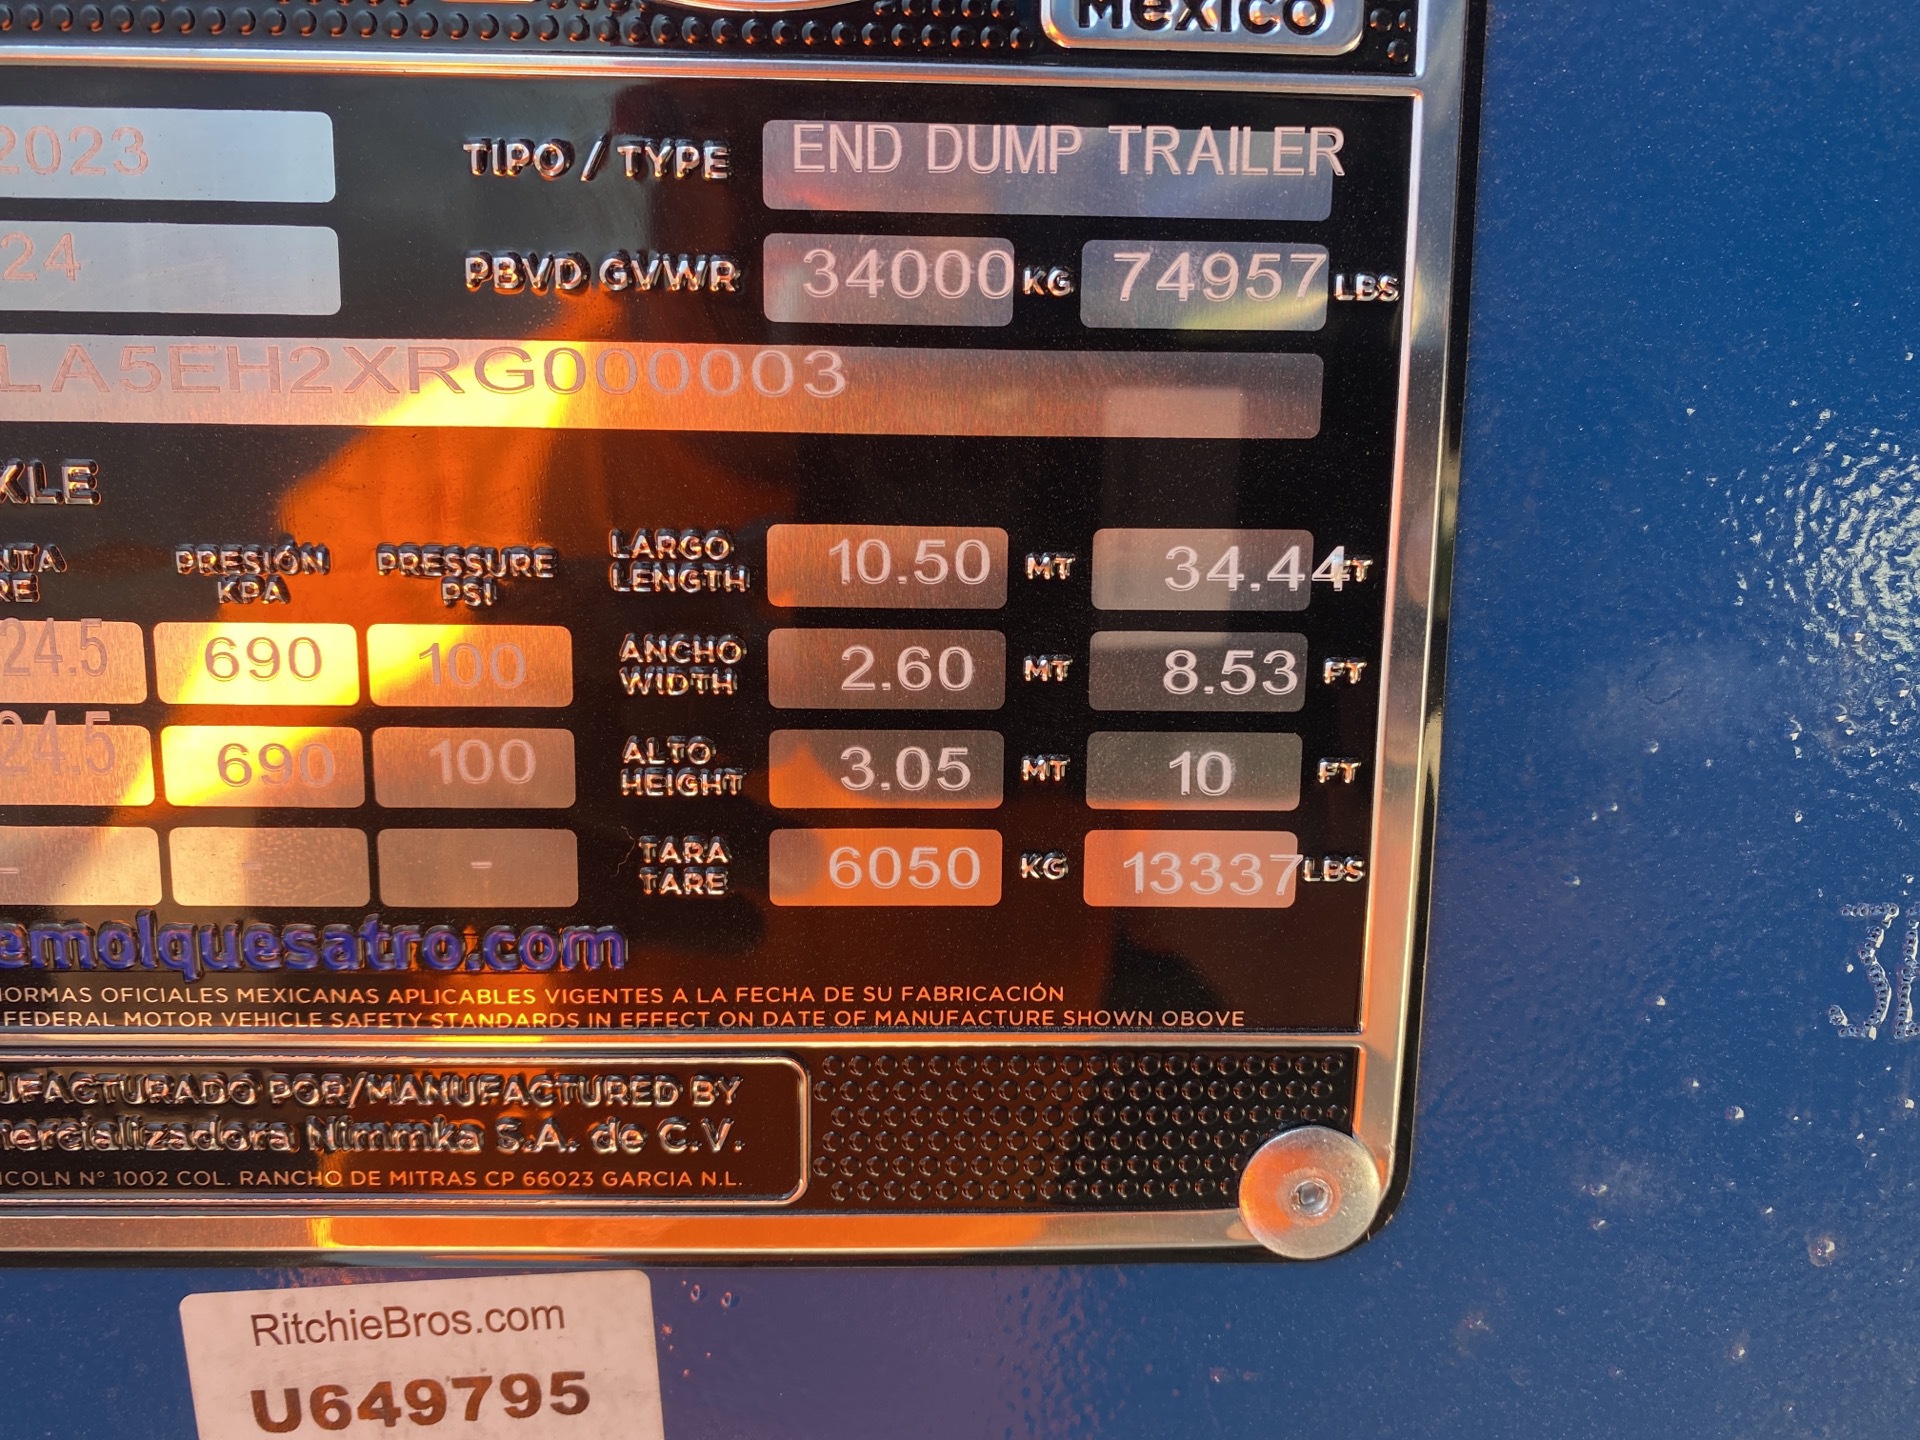 México
2023 TIPO / TYPE END DUMP TRAILER
24 PBVD GVWR 34000 KG 74957 LBS
LA5EH2XRG000003
XLE
NTA PRESIÓN PRESSURE LARGO 10.50 MT 34.44 FT
RE KPA PSI LENGTH
24.5 690 100 ANCHO 2.60 MT 8.53 FT
WIDTH
24.5 690 100 ALTO 3.05 MT 10 FT
HEIGHT
- - - TARA 6050 KG 13337 LBS
TARE
emolquesatro.com
NORMAS OFICIALES MEXICANAS APLICABLES VIGENTES A LA FECHA DE SU FABRICACIÓN
FEDERAL MOTOR VEHICLE SAFETY STANDARDS IN EFFECT ON DATE OF MANUFACTURE SHOWN OBOVE
UFACTURADO POR/MANUFACTURED BY
ercializadora Nimmka S.A. de C.V.
COLN N° 1002 COL. RANCHO DE MITRAS CP 66023 GARCIA N.L.
RitchieBros.com
U649795